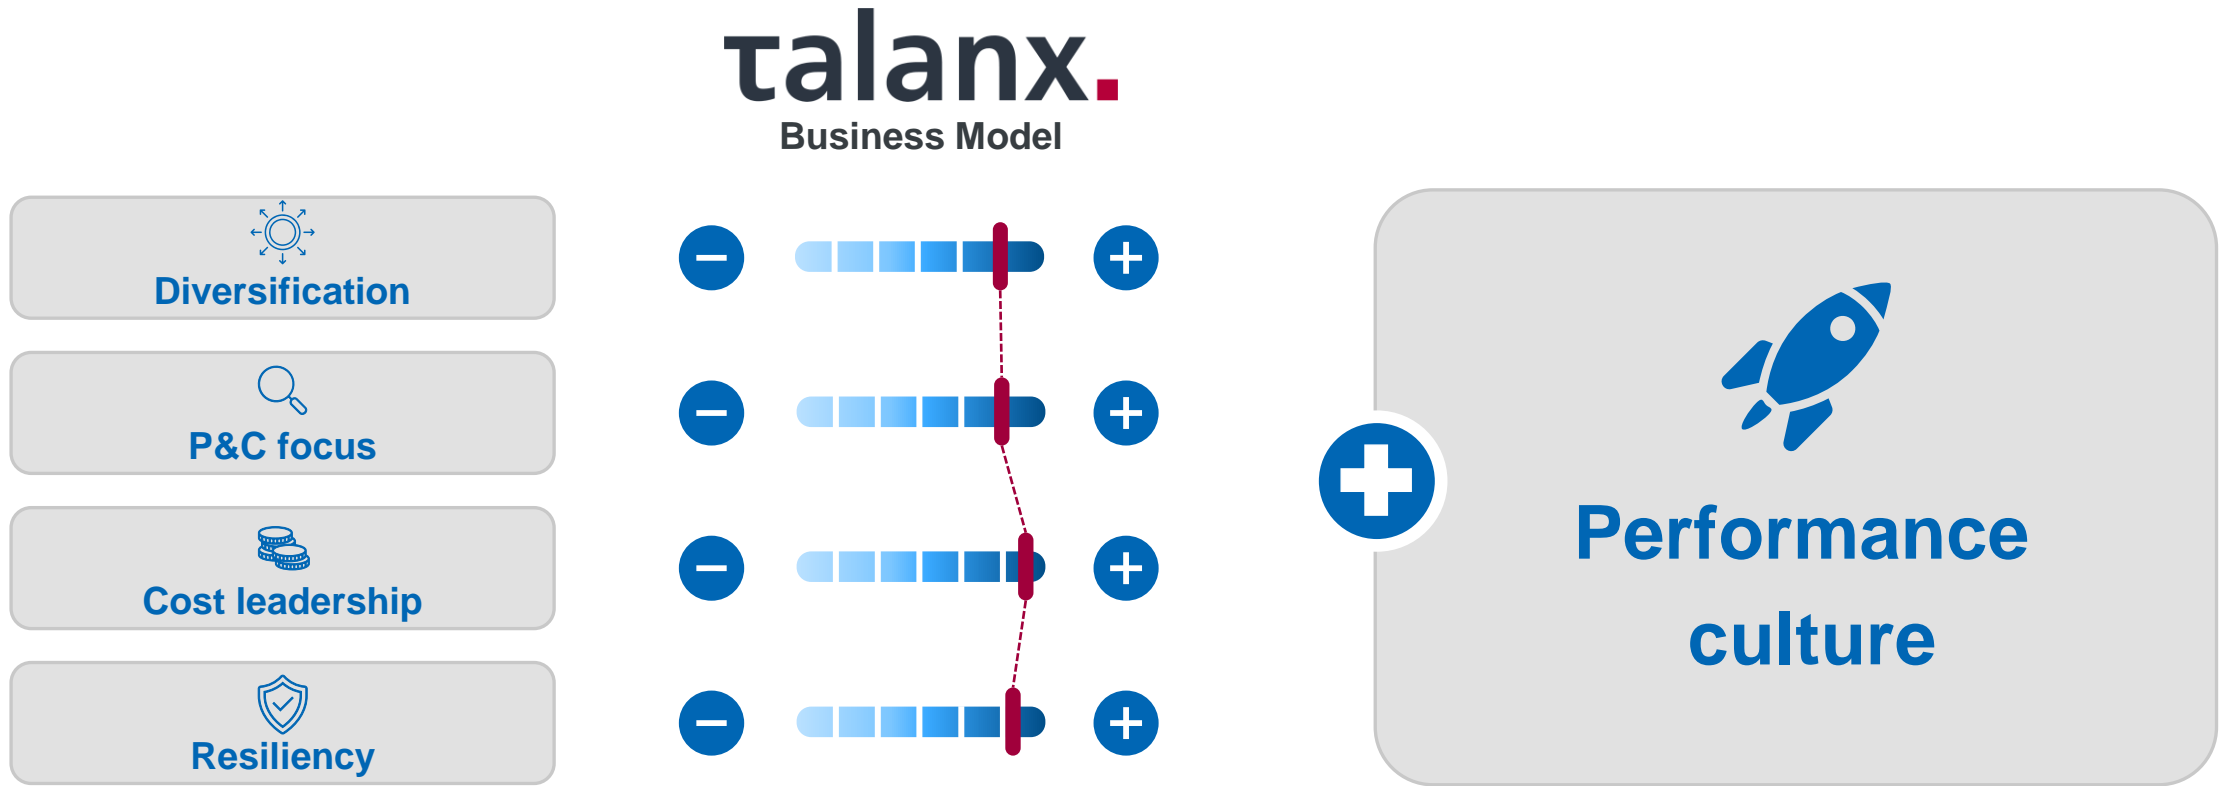 talanx.
Business Model
Diversification
P&C focus
Cost leadership
Resiliency
Performance
culture